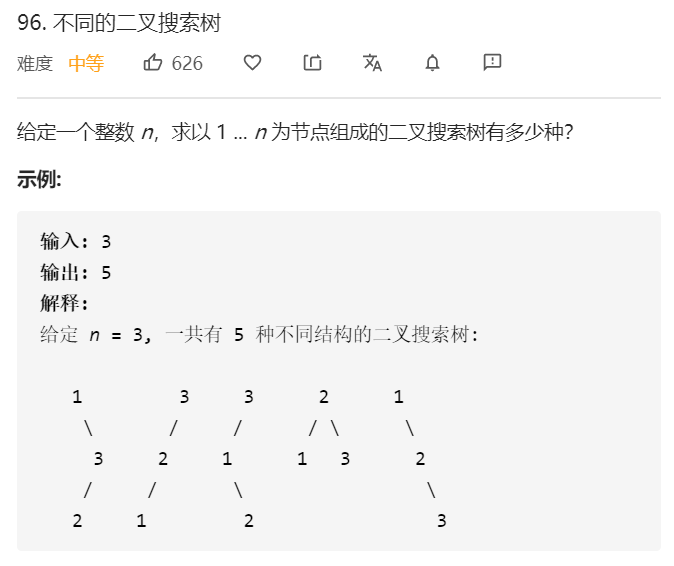 96. 不同的二叉搜索树
难度 中等 626
给定一个整数 n，求以 1 ... n 为节点组成的二叉搜索树有多少种？
示例:
输入: 3
输出: 5
解释:
给定 n = 3, 一共有 5 种不同结构的二叉搜索树:
1 3 3 2 1
\ / / / \ \
3 2 1 1 3 2
/ / \ \
2 1 2 3